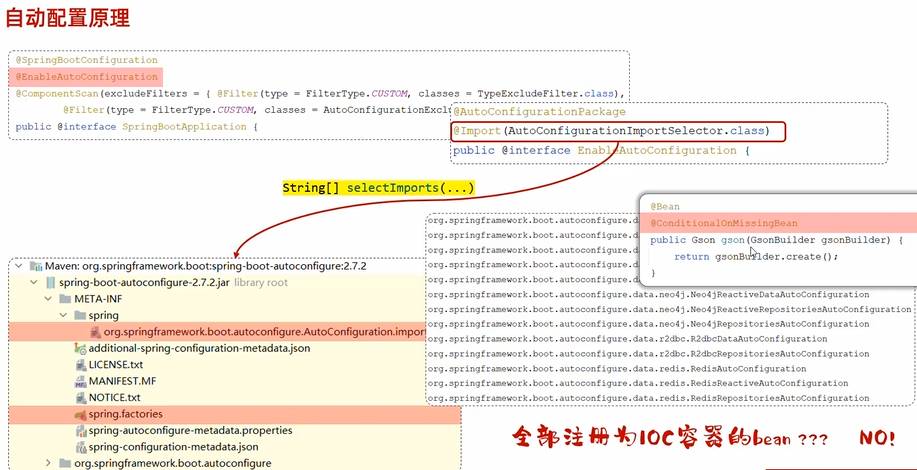 自动配置原理
@SpringBootConfiguration
@EnableAutoConfiguration
@ComponentScan(excludeFilters = { @Filter(type = FilterType.CUSTOM, classes = TypeExcludeFilter.class),
@Filter(type = FilterType.CUSTOM, classes = AutoConfigurationExcl
public @interface SpringBootApplication {
@AutoConfigurationPackage
@Import(AutoConfigurationImportSelector.class)
public @interface EnableAutoConfiguration {
String[] selectImports(...)
@Bean
@ConditionalOnMissingBean
public Gson gson(GsonBuilder gsonBuilder) {
return gsonBuilder.create();
}
Maven: org.springframework.boot:spring-boot-autoconfigure:2.7.2
spring-boot-autoconfigure-2.7.2.jar library root
META-INF
spring
org.springframework.boot.autoconfigure.AutoConfiguration.import
additional-spring-configuration-metadata.json
LICENSE.txt
MANIFEST.MF
NOTICE.txt
spring.factories
spring-autoconfigure-metadata.properties
spring-configuration-metadata.json
org.springframework.boot.autoconfigure
org.springframework.boot.autoconfigure.da
org.springframework.boot.autoconfigure.da
org.springframework.boot.autoconfigure.da
org.springframework.boot.autoconfigure.da
org.springframework.boot.autoconfigure.da
org.springframework.boot.autoconfigure.data.neo4j.Neo4jReactiveDataAutoConfiguration
org.springframework.boot.autoconfigure.data.neo4j.Neo4jReactiveRepositoriesAutoConfiguration
org.springframework.boot.autoconfigure.data.neo4j.Neo4jRepositoriesAutoConfiguration
org.springframework.boot.autoconfigure.data.r2dbc.R2dbcDataAutoConfiguration
org.springframework.boot.autoconfigure.data.r2dbc.R2dbcRepositoriesAutoConfiguration
org.springframework.boot.autoconfigure.data.redis.RedisAutoConfiguration
org.springframework.boot.autoconfigure.data.redis.RedisReactiveAutoConfiguration
org.springframework.boot.autoconfigure.data.redis.RedisRepositoriesAutoConfiguration
全部注册为IOC容器的bean ??? NO!